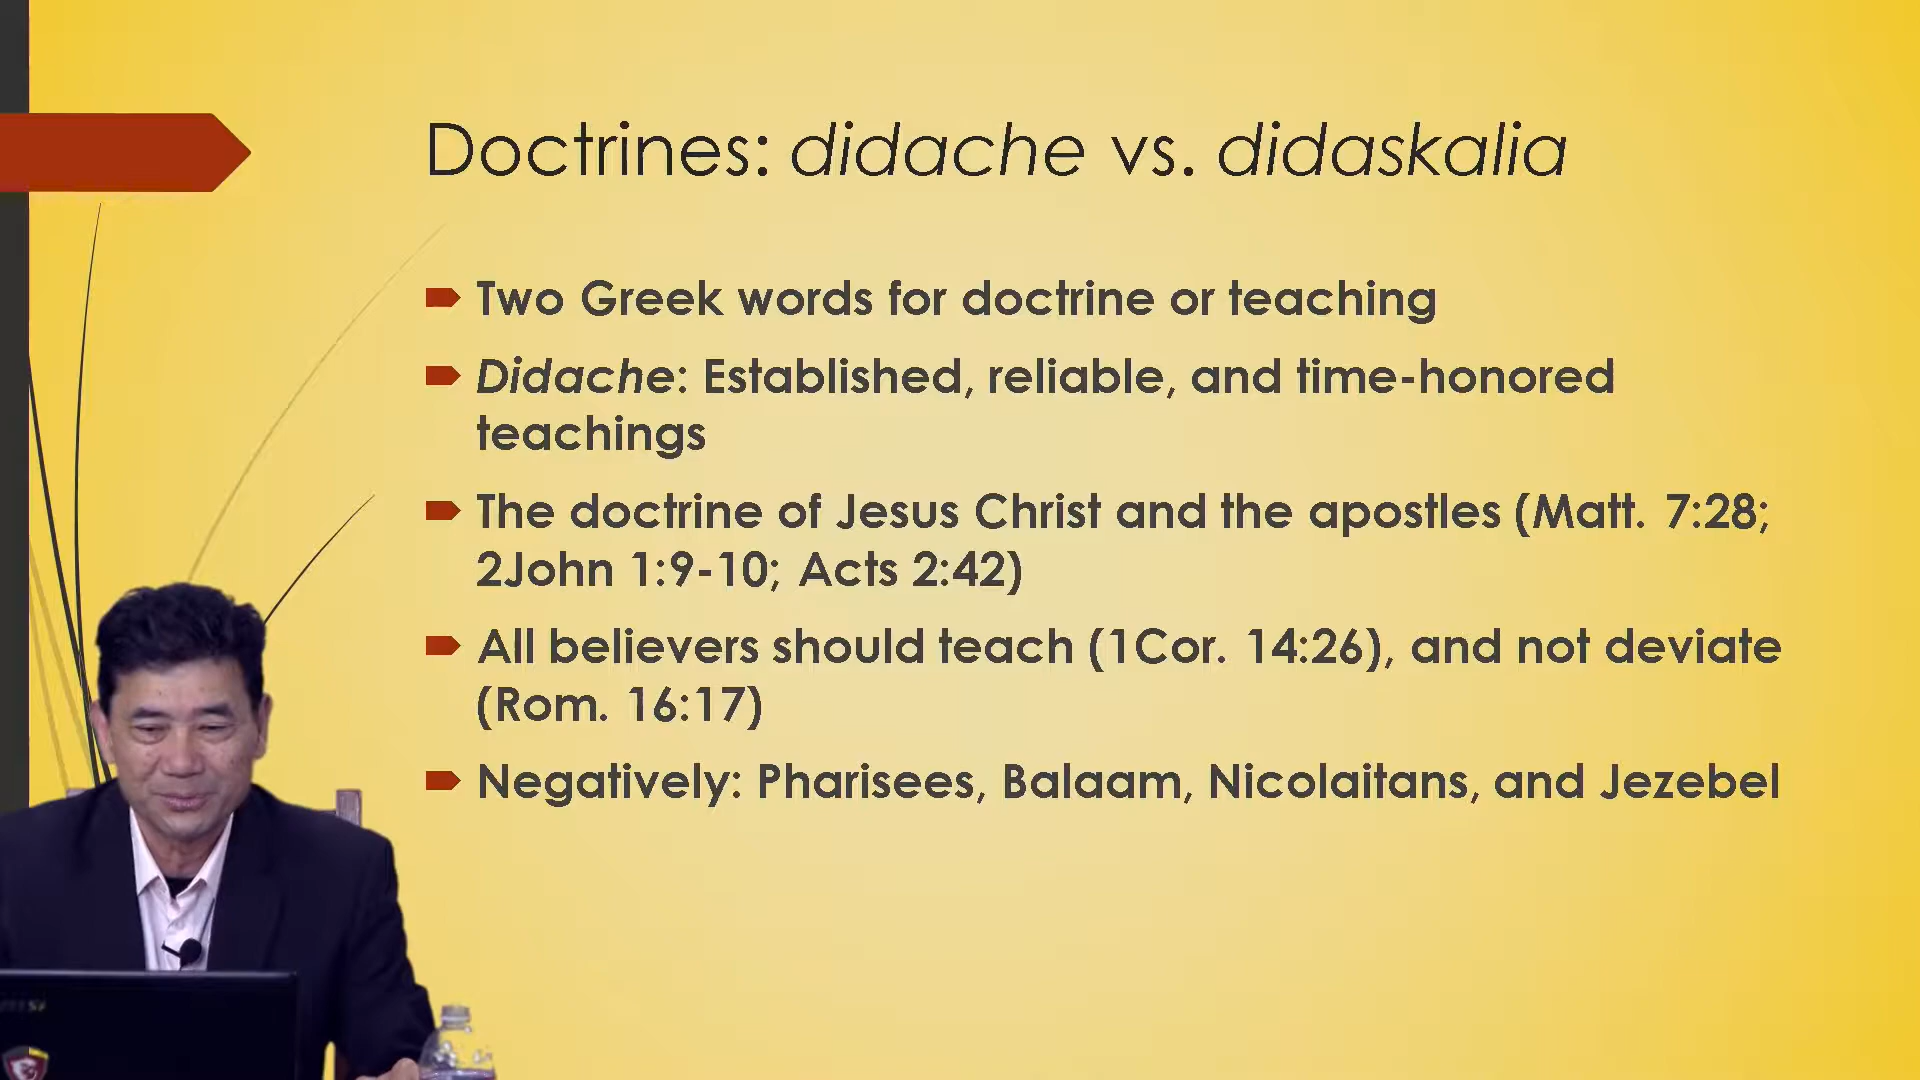 Doctrines: didache vs. didaskalia
Two Greek words for doctrine or teaching
Didache: Established, reliable, and time-honored
teachings
The doctrine of Jesus Christ and the apostles (Matt. 7:28;
2John 1:9-10; Acts 2:42)
All believers should teach (1Cor. 14:26), and not deviate
(Rom. 16:17)
Negatively: Pharisees, Balaam, Nicolaitans, and Jezebel